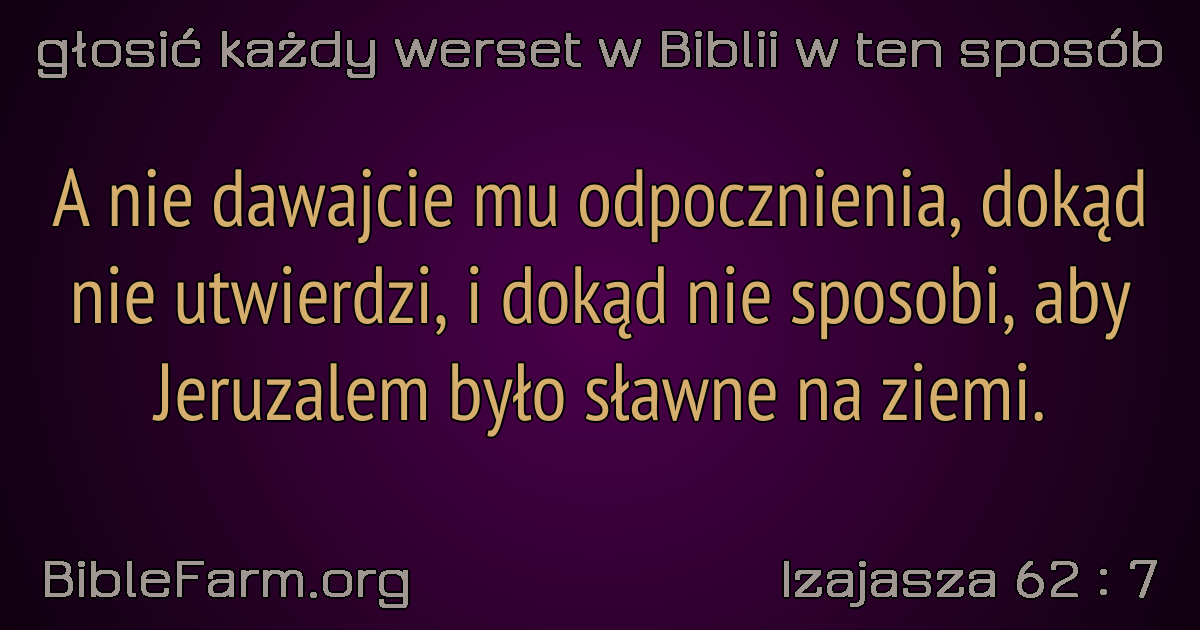 głosić każdy werset w Biblii w ten sposób
A nie dawajcie mu odpocznienia, dokąd
nie utwierdzi, i dokąd nie sposobi, aby
Jeruzalem było sławne na ziemi.
BibleFarm.org
Izajasza 62 : 7